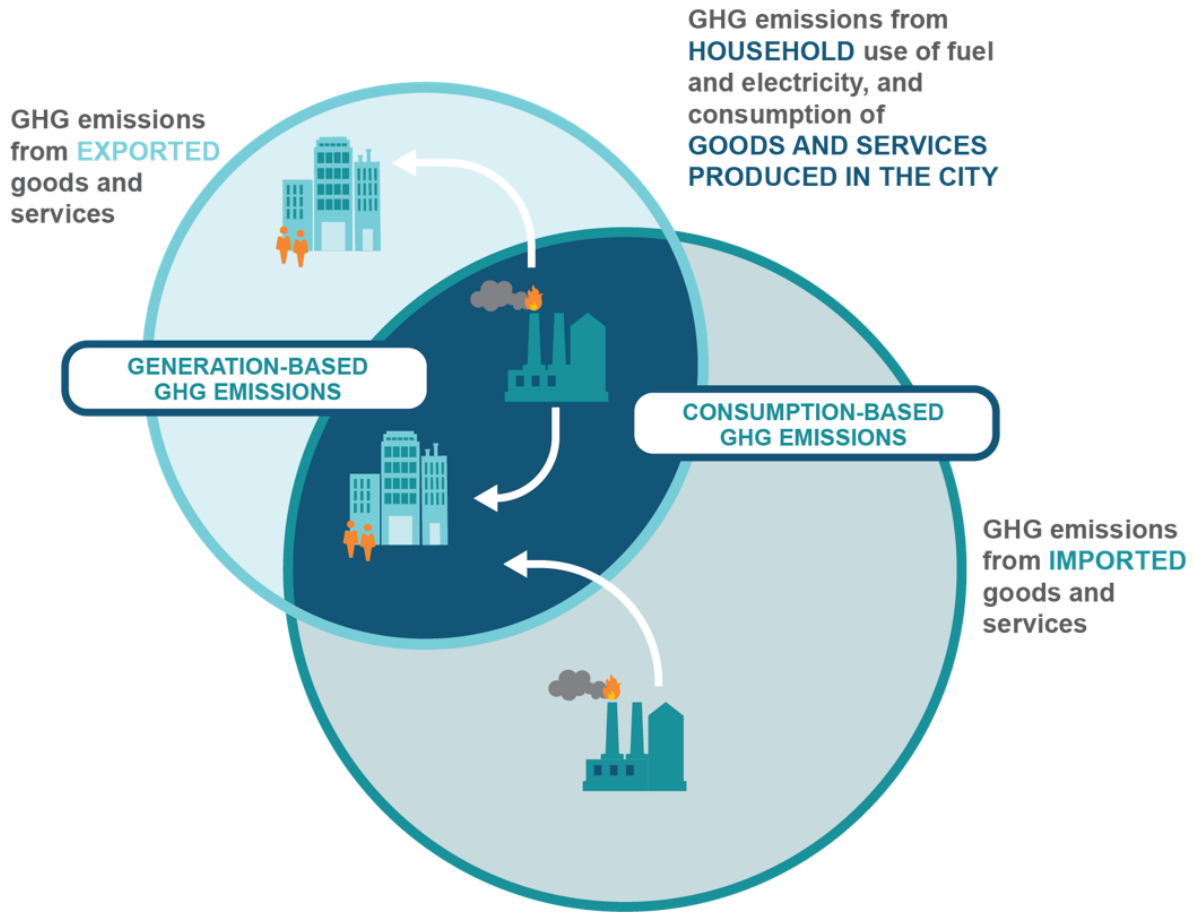 GHG emissions from
HOUSEHOLD use of fuel
and electricity, and
consumption of
GOODS AND SERVICES
PRODUCED IN THE CITY
GHG emissions
from EXPORTED
goods and
services
GENERATION-BASED
GHG EMISSIONS
CONSUMPTION-BASED
GHG EMISSIONS
GHG emissions
from IMPORTED
goods and
services